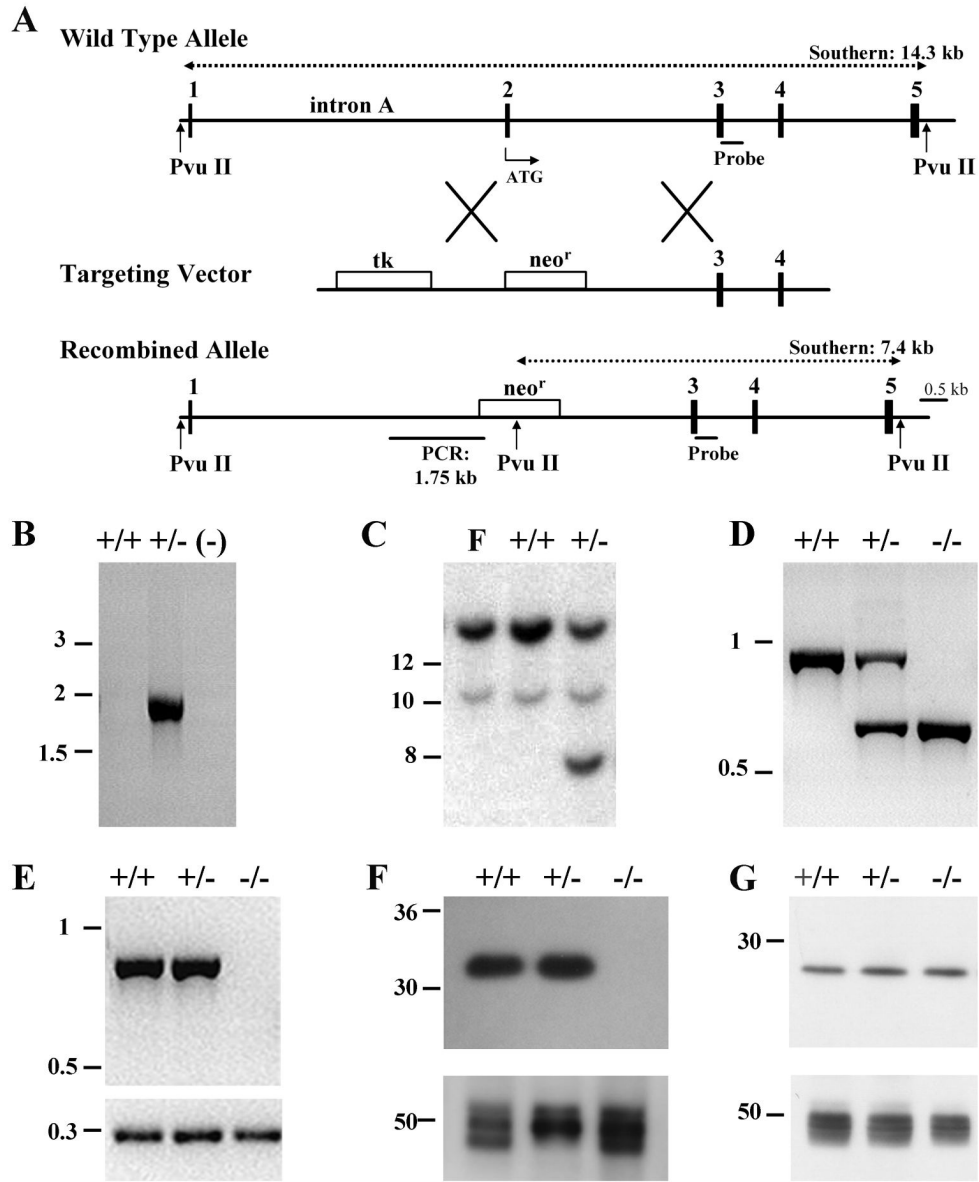 A
Wild Type Allele
Southern: 14.3 kb
1 2 3 4 5
intron A
Pvu II
ATG
Probe
Pvu II
Targeting Vector
tk
neoʳ
3 4
Recombined Allele
Southern: 7.4 kb
1 neoʳ 3 4 5
0.5 kb
Pvu II
PCR:
1.75 kb
Pvu II
Probe
Pvu II
B
+/+ +/- (-)
3
2
1.5
C
F +/+ +/-
12
10
8
D
+/+ +/- -/-
1
0.5
E
+/+ +/- -/-
1
0.5
0.3
F
+/+ +/- -/-
36
30
50
G
+/+ +/- -/-
30
50